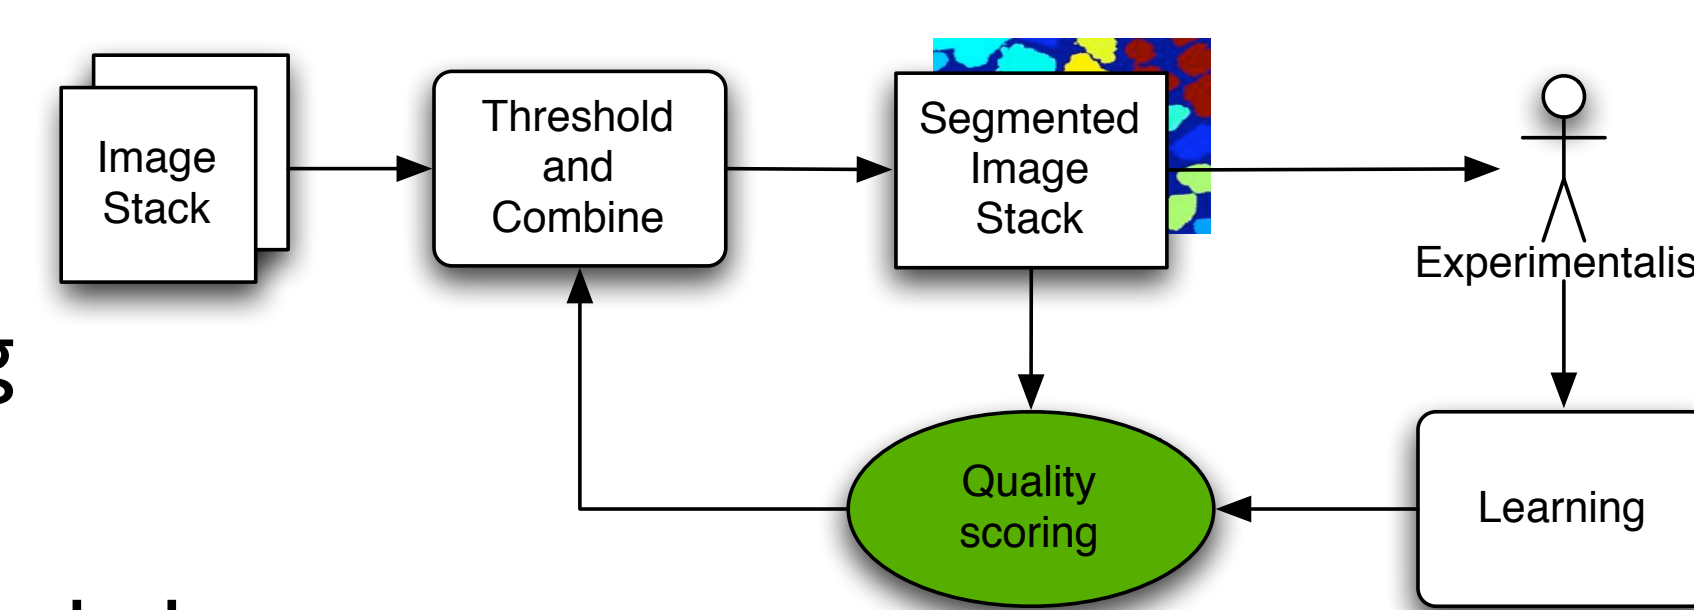 Image
Stack
Threshold
and
Combine
Segmented
Image
Stack
Experimentalis
g
Quality
scoring
Learning